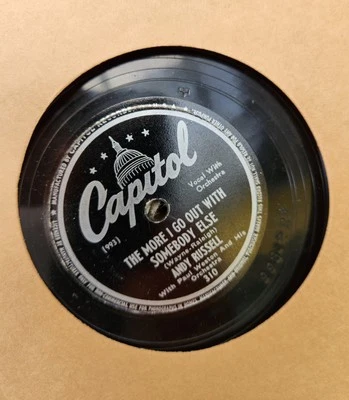 Capitol
Vocal With
Orchestra
(993)
THE MORE I GO OUT WITH
SOMEBODY ELSE
(Wayne-Raleigh)
ANDY RUSSELL
With Paul Weston And His
Orchestra
310